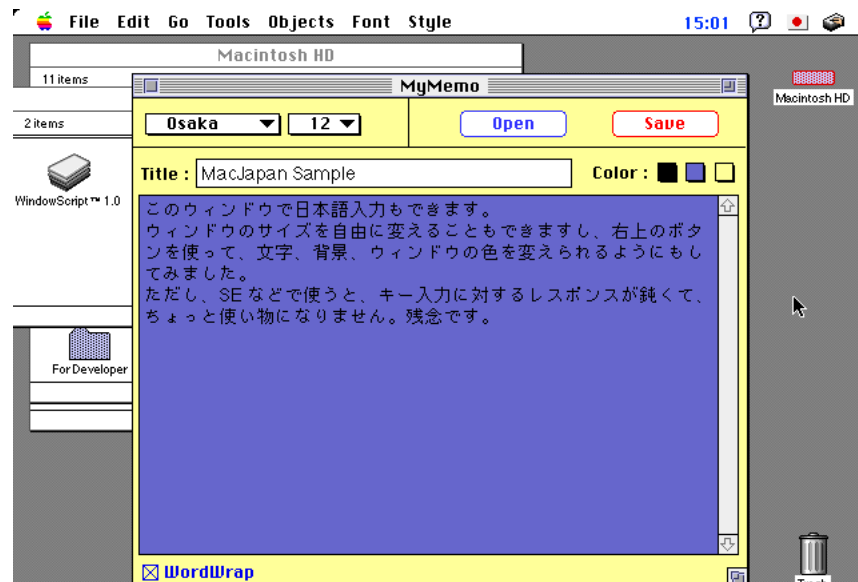 File Edit Go Tools Objects Font Style 15:01
Macintosh HD
11 items
MyMemo
Macintosh HD
2 items
Osaka 12 Open Save
Title : MacJapan Sample Color :
WindowScript™ 1.0
このウィンドウで日本語入力もできます。
ウィンドウのサイズを自由に変えることもできますし、右上のボタ
ンを使って、文字、背景、ウィンドウの色を変えられるようにもし
てみました。
ただし、SEなどで使うと、キー入力に対するレスポンスが鈍くて、
ちょっと使い物になりません。残念です。
For Developer
WordWrap